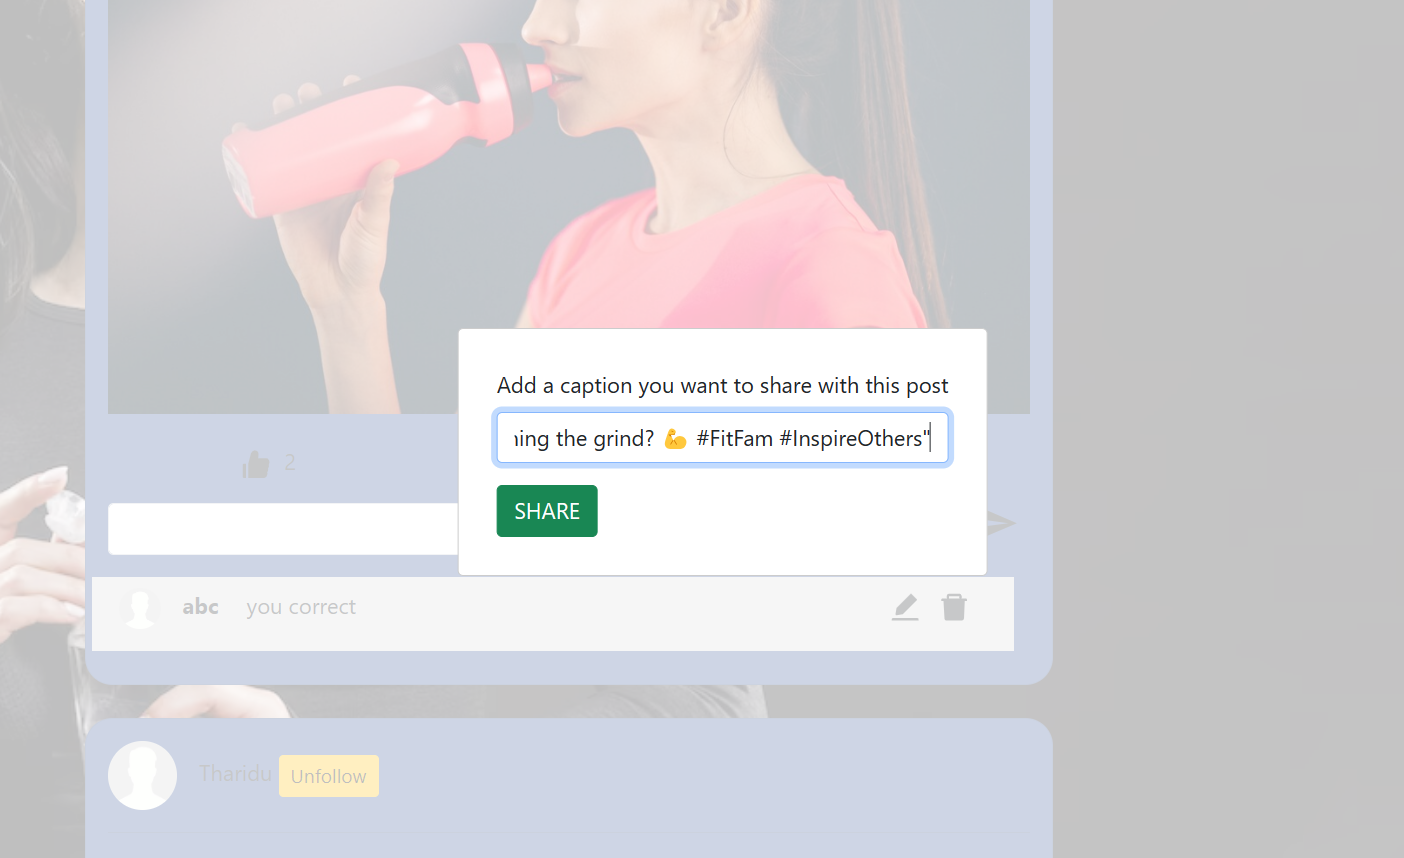 Add a caption you want to share with this post
the grind? 💪 #FitFam #InspireOthers"
SHARE
2
abc you correct
Tharidu Unfollow